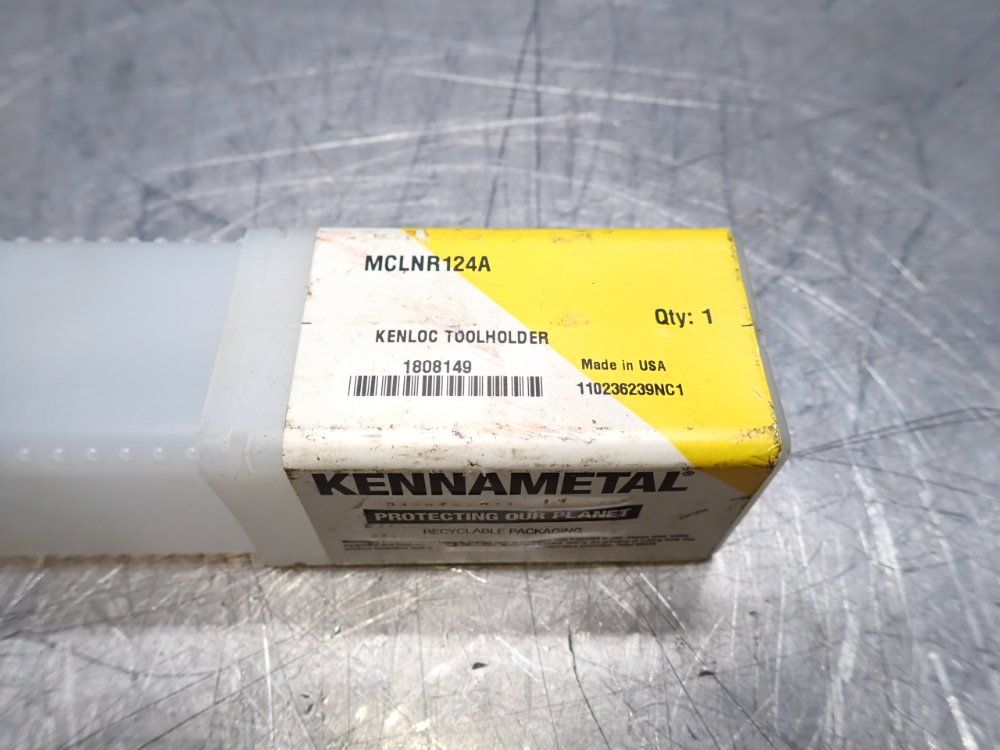 MCLNR124A
Qty: 1
KENLOC TOOLHOLDER
1808149
Made in USA
110236239NC1
KENNAMETAL®
PROTECTING OUR PLANET
RECYCLABLE PACKAGING